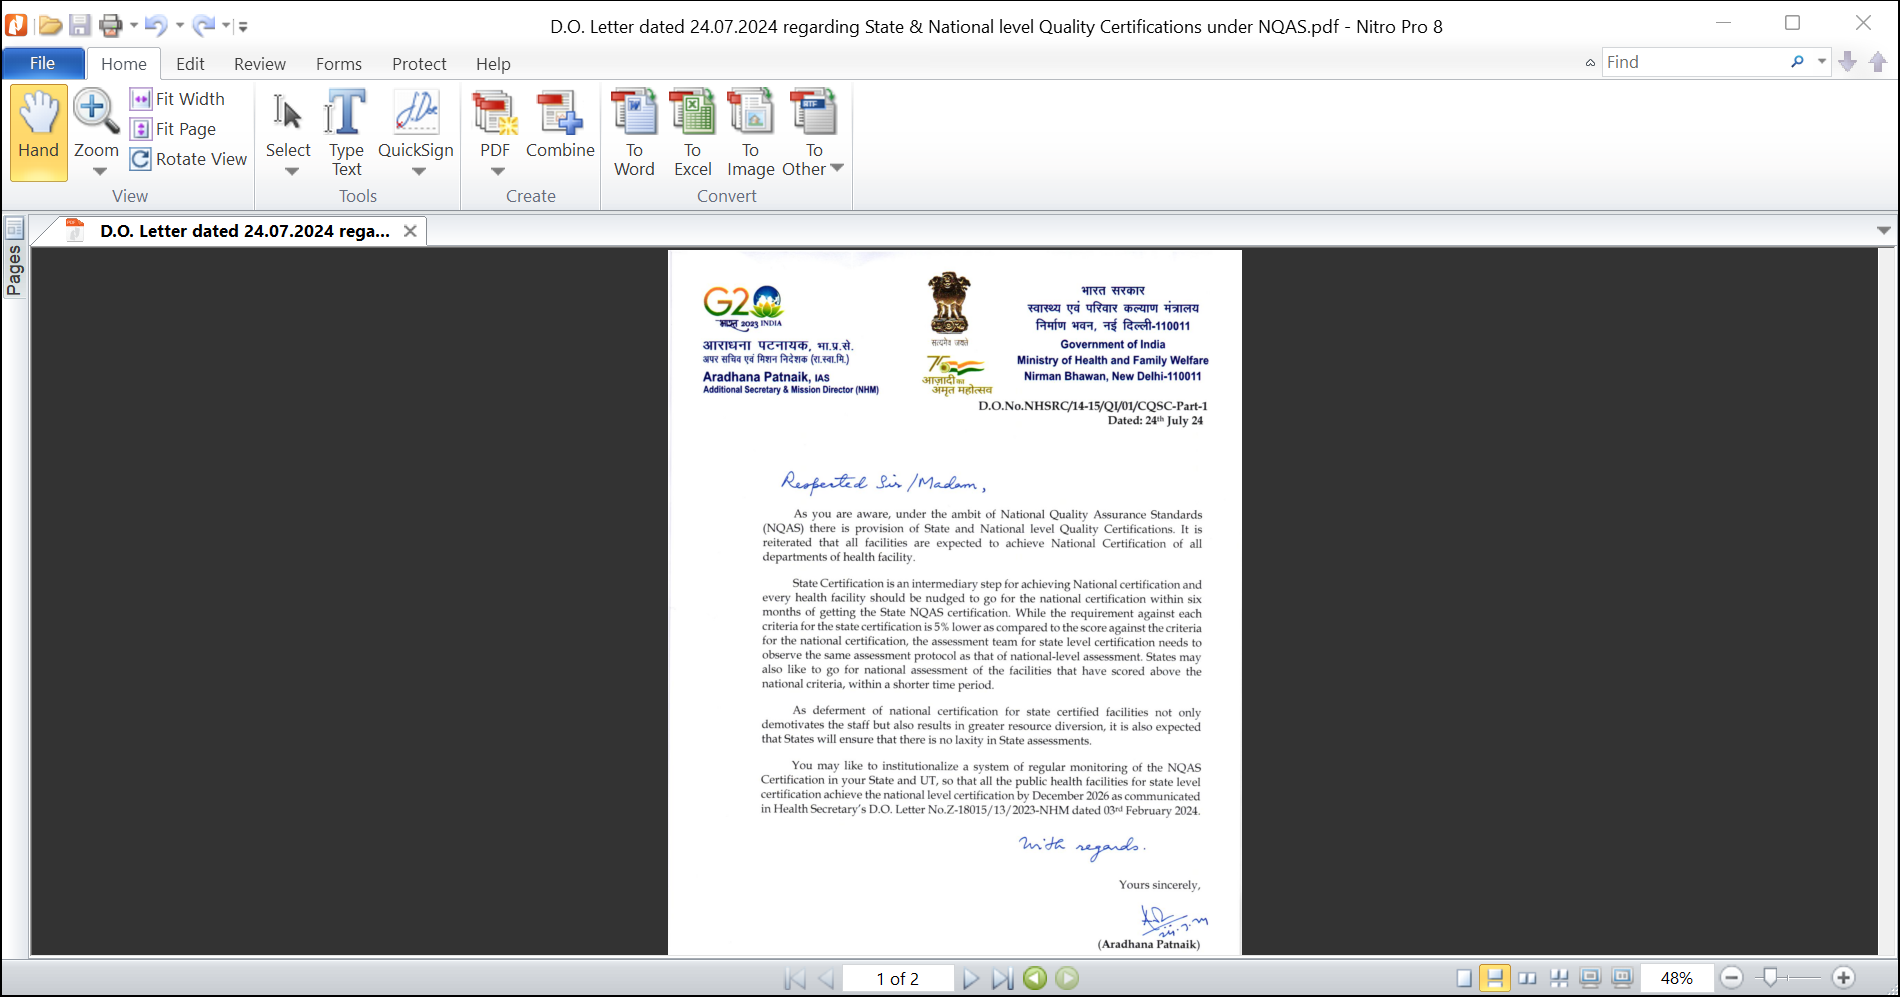 D.O. Letter dated 24.07.2024 regarding State & National level Quality Certifications under NQAS.pdf - Nitro Pro 8
File Home Edit Review Forms Protect Help Find
Hand
Zoom
Fit Width
Fit Page
Rotate View
View
Select
Type
Text
QuickSign
Tools
PDF
Combine
Create
To
Word
To
Excel
To
Image
To
Other
Convert
D.O. Letter dated 24.07.2024 rega...
Pages
G20
भारत 2023 INDIA
आराधना पटनायक, भा.प्र.से.
अपर सचिव एवं मिशन निदेशक (रा.स्वा.मि.)
Aradhana Patnaik, IAS
Additional Secretary & Mission Director (NHM)
सत्यमेव जयते
75
आज़ादी का
अमृत महोत्सव
भारत सरकार
स्वास्थ्य एवं परिवार कल्याण मंत्रालय
निर्माण भवन, नई दिल्ली-110011
Government of India
Ministry of Health and Family Welfare
Nirman Bhawan, New Delhi-110011
D.O.No.NHSRC/14-15/QI/01/CQSC-Part-1
Dated: 24th July 24
Respected Sir/Madam,
As you are aware, under the ambit of National Quality Assurance Standards
(NQAS) there is provision of State and National level Quality Certifications. It is
reiterated that all facilities are expected to achieve National Certification of all
departments of health facility.
State Certification is an intermediary step for achieving National certification and
every health facility should be nudged to go for the national certification within six
months of getting the State NQAS certification. While the requirement against each
criteria for the state certification is 5% lower as compared to the score against the criteria
for the national certification, the assessment team for state level certification needs to
observe the same assessment protocol as that of national-level assessment. States may
also like to go for national assessment of the facilities that have scored above the
national criteria, within a shorter time period.
As deferment of national certification for state certified facilities not only
demotivates the staff but also results in greater resource diversion, it is also expected
that States will ensure that there is no laxity in State assessments.
You may like to institutionalize a system of regular monitoring of the NQAS
Certification in your State and UT, so that all the public health facilities for state level
certification achieve the national level certification by December 2026 as communicated
in Health Secretary's D.O. Letter No.Z-18015/13/2023-NHM dated 03rd February 2024.
With regards.
Yours sincerely,
(Aradhana Patnaik)
1 of 2
48%